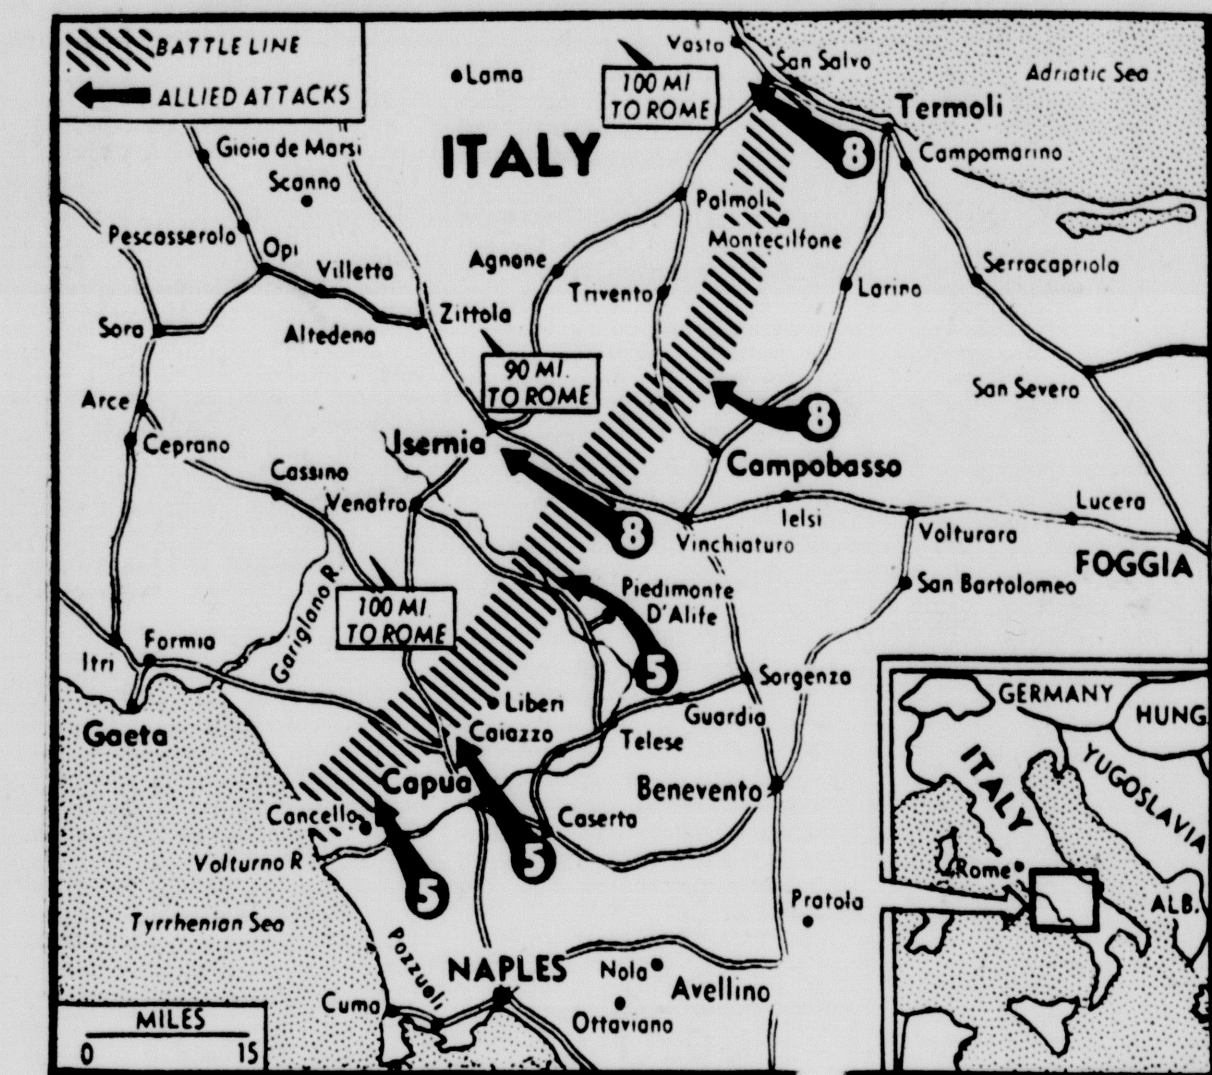 BATTLE LINE
ALLIED ATTACKS
Lama
Vasto
100 MI
TO ROME
San Salvo
Adriatic Sea
Termoli
8
Campomarino
ITALY
Gioia de Marsi
Scanno
Pescasserolo
Opi
Villetta
Altedena
Zittola
Sora
Agnone
Trivento
Palmoli
Montecilfone
Larino
Serracapriola
San Severo
90 MI.
TO ROME
8
Arce
Ceprano
Cassino
Isernia
Venafro
8
Campobasso
Vinchiaturo
Ielsi
Volturara
Lucera
FOGGIA
San Bartolomeo
100 MI.
TO ROME
Garigliano R
Piedimonte
D'Alife
5
Itri
Formia
Gaeta
Liberi
Caiazzo
Telese
Guardia
Sorgenza
Capua
Cancello
Caserta
Benevento
Volturno R
5
5
Tyrrhenian Sea
Pratola
Pozzuoli
NAPLES
Nola
Avellino
Cuma
Ottaviano
MILES
0 15
GERMANY
HUNG
ITALY
YUGOSLAVIA
Rome
ALB.